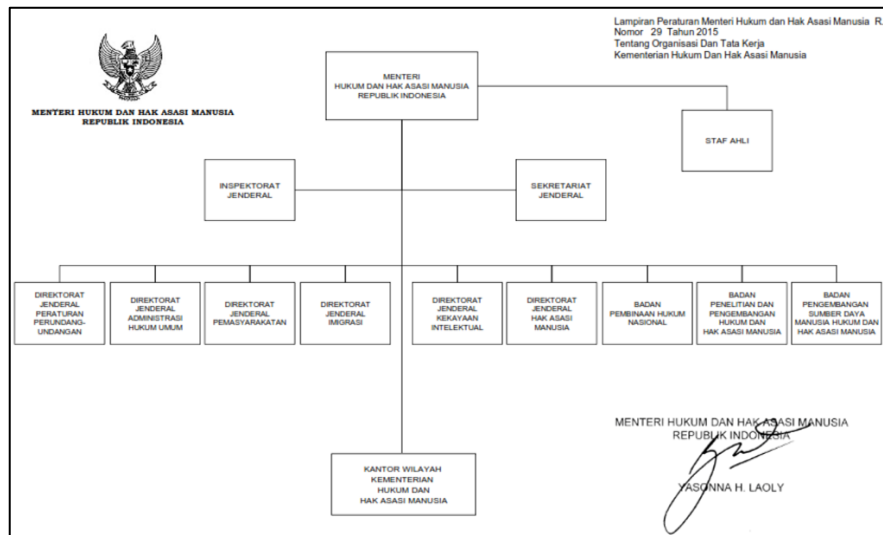 Lampiran Peraturan Menteri Hukum dan Hak Asasi Manusia R
Nomor 29 Tahun 2015
Tentang Organisasi Dan Tata Kerja
Kementerian Hukum Dan Hak Asasi Manusia
MENTERI HUKUM DAN HAK ASASI MANUSIA
REPUBLIK INDONESIA
MENTERI
HUKUM DAN HAK ASASI MANUSIA
REPUBLIK INDONESIA
STAF AHLI
INSPEKTORAT
JENDERAL
SEKRETARIAT
JENDERAL
DIREKTORAT
JENDERAL
PERATURAN
PERUNDANG-
UNDANGAN
DIREKTORAT
JENDERAL
ADMINISTRASI
HUKUM UMUM
DIREKTORAT
JENDERAL
PEMASYARAKATAN
DIREKTORAT
JENDERAL
IMIGRASI
DIREKTORAT
JENDERAL
KEKAYAAN
INTELEKTUAL
DIREKTORAT
JENDERAL
HAK ASASI
MANUSIA
BADAN
PEMBINAAN HUKUM
NASIONAL
BADAN
PENELITIAN DAN
PENGEMBANGAN
HUKUM DAN
HAK ASASI MANUSIA
BADAN
PENGEMBANGAN
SUMBER DAYA
MANUSIA HUKUM DAN
HAK ASASI MANUSIA
KANTOR WILAYAH
KEMENTERIAN
HUKUM DAN
HAK ASASI MANUSIA
MENTERI HUKUM DAN HAK ASASI MANUSIA
REPUBLIK INDONESIA
YASONNA H. LAOLY